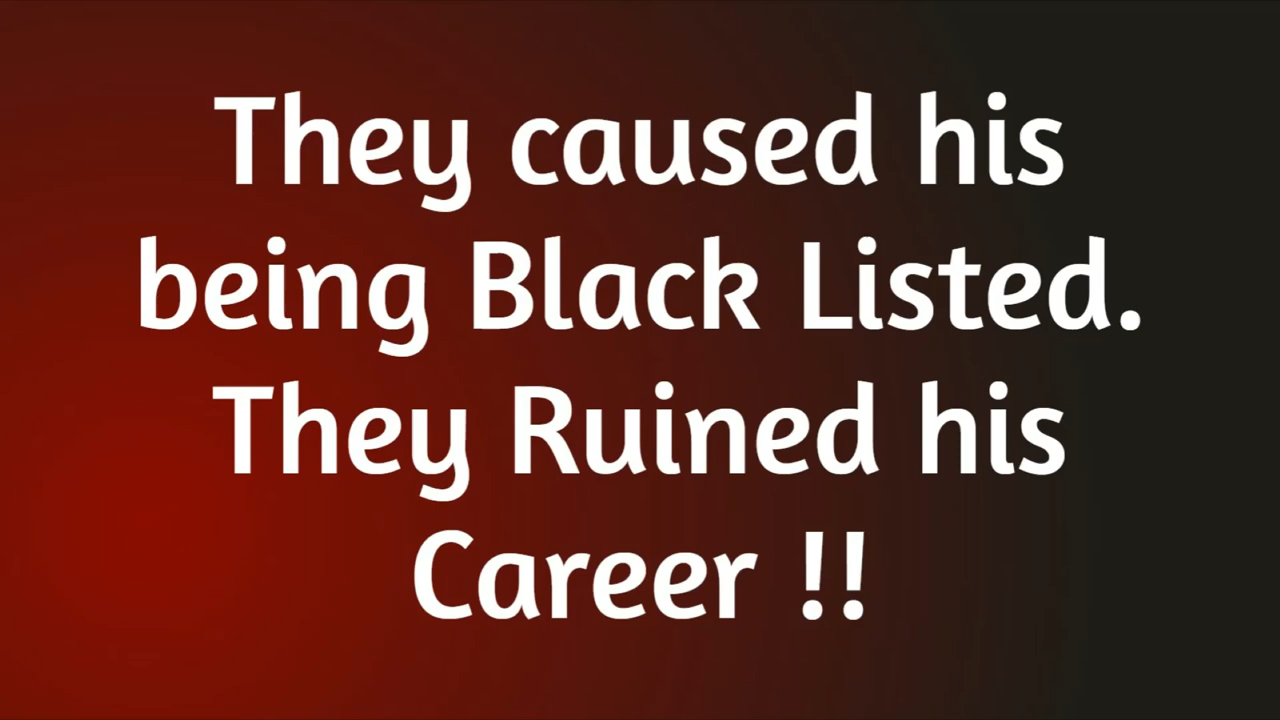 They caused his
being Black Listed.
They Ruined his
Career !!